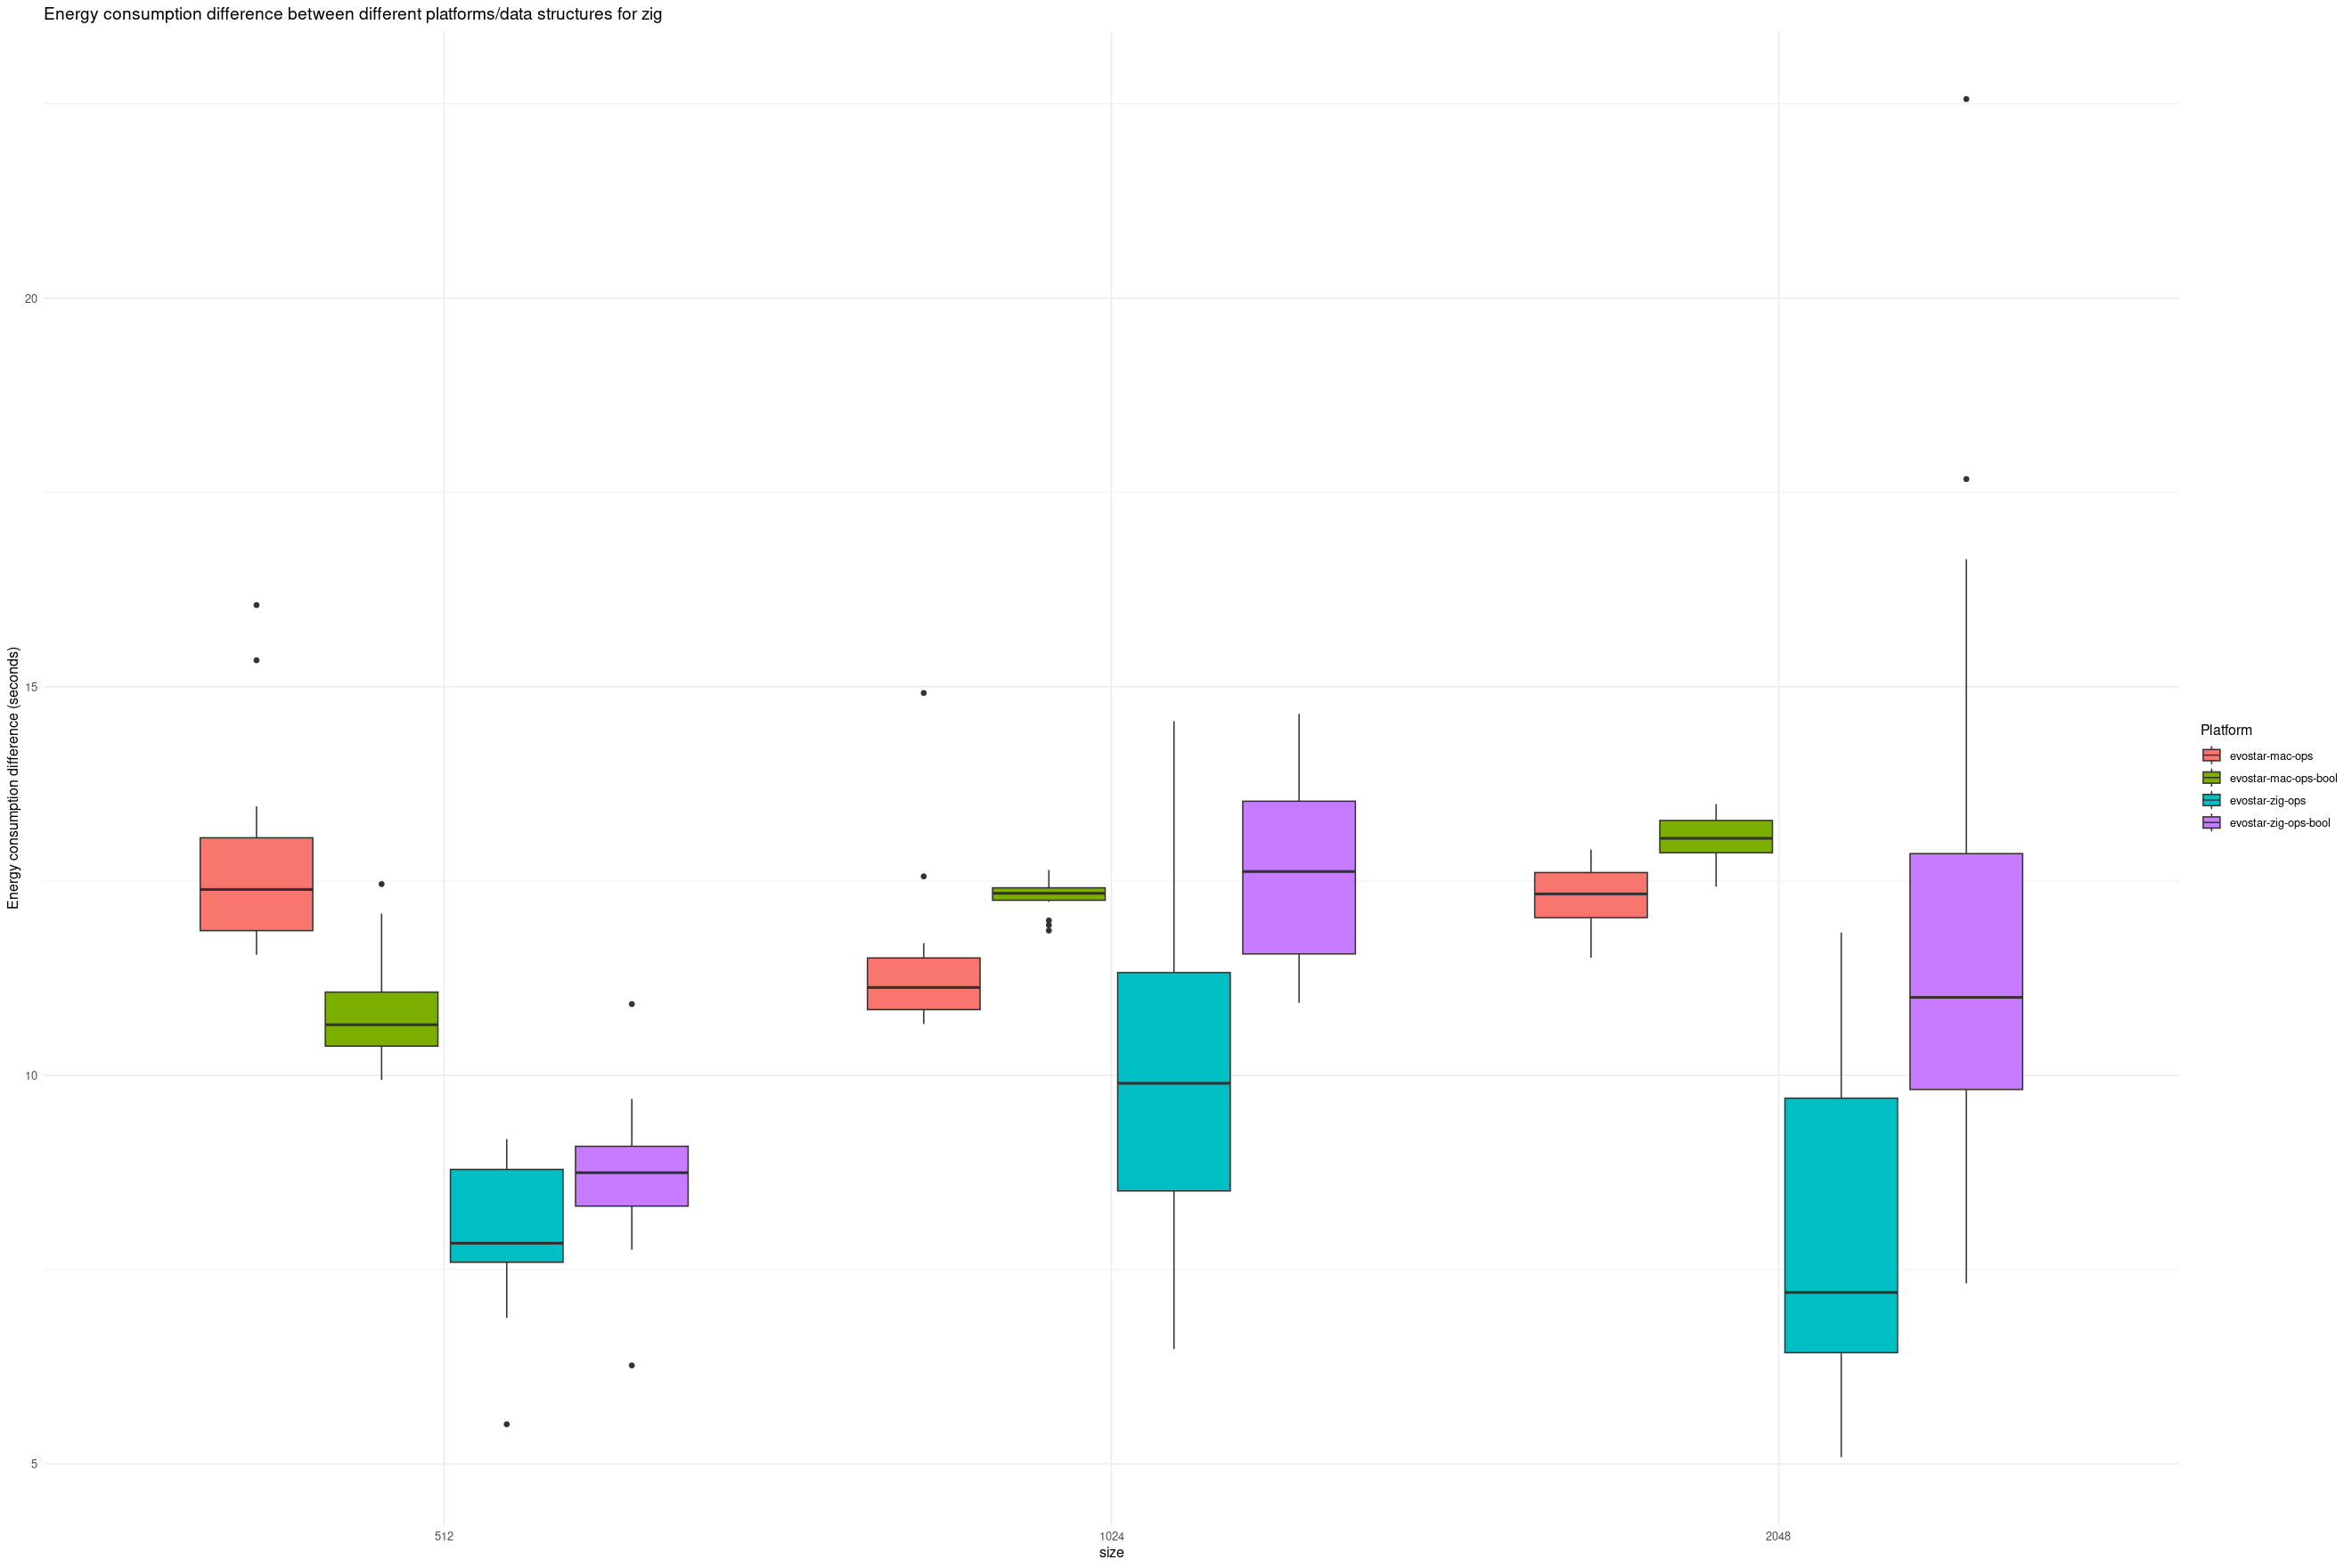 Energy consumption difference between different platforms/data structures for zig
Energy consumption difference (seconds)
20
15
10
5
512
1024
2048
size
Platform
evostar-mac-ops
evostar-mac-ops-bool
evostar-zig-ops
evostar-zig-ops-bool